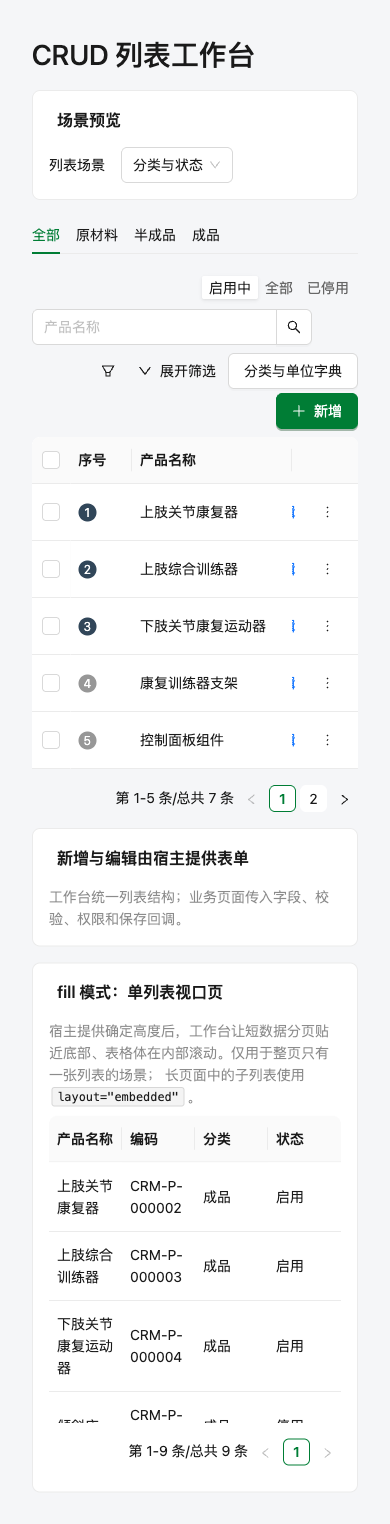 CRUD 列表工作台
场景预览
列表场景 分类与状态
全部 原材料 半成品 成品
启用中 全部 已停用
产品名称
展开筛选 分类与单位字典
新增
序号 产品名称
1 上肢关节康复器
2 上肢综合训练器
3 下肢关节康复运动器
4 康复训练器支架
5 控制面板组件
第 1-5 条/总共 7 条 1 2
新增与编辑由宿主提供表单
工作台统一列表结构；业务页面传入字段、校
验、权限和保存回调。
fill 模式：单列表视口页
宿主提供确定高度后，工作台让短数据分页贴
近底部、表格体在内部滚动。仅用于整页只有
一张列表的场景； 长页面中的子列表使用
layout="embedded" 。
产品名称 编码 分类 状态
上肢关节
康复器
CRM-P-
000002
成品 启用
上肢综合
训练器
CRM-P-
000003
成品 启用
下肢关节
康复运动
器
CRM-P-
000004
成品 启用
CRM-P-
第 1-9 条/总共 9 条 1